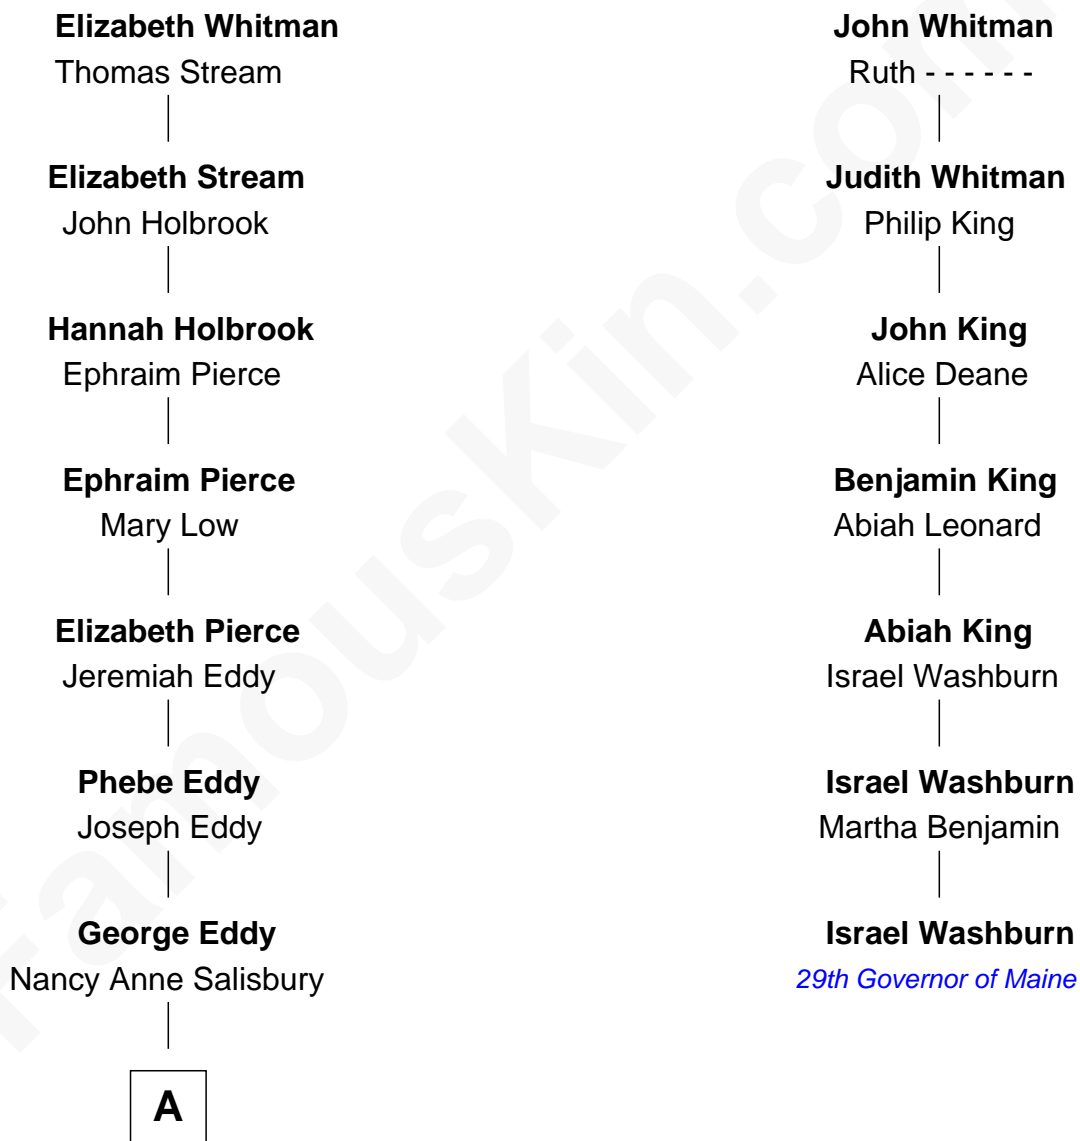 Elizabeth Whitman
Thomas Stream
Elizabeth Stream
John Holbrook
Hannah Holbrook
Ephraim Pierce
Ephraim Pierce
Mary Low
Elizabeth Pierce
Jeremiah Eddy
Phebe Eddy
Joseph Eddy
George Eddy
Nancy Anne Salisbury
A
John Whitman
Ruth - - - - - -
Judith Whitman
Philip King
John King
Alice Deane
Benjamin King
Abiah Leonard
Abiah King
Israel Washburn
Israel Washburn
Martha Benjamin
Israel Washburn
29th Governor of Maine
FamousKin.com